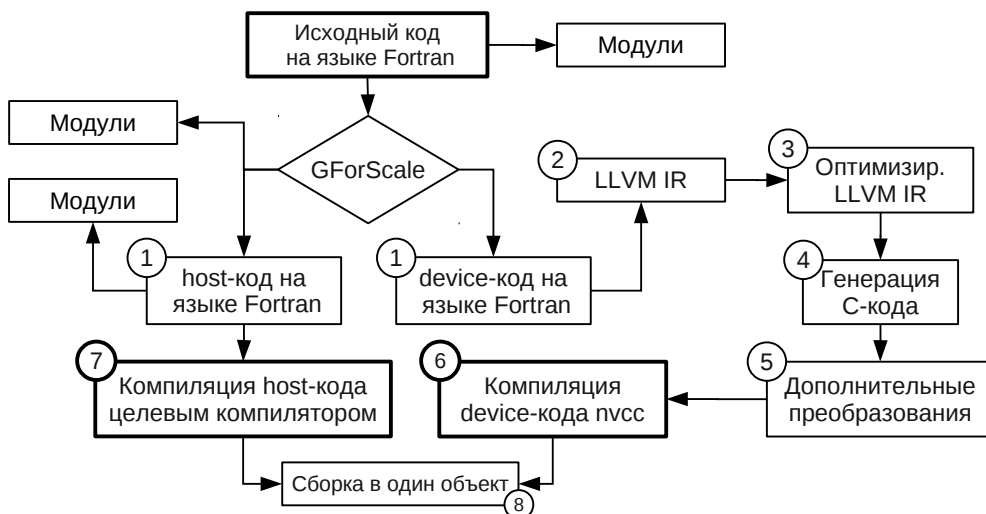 Исходный код
на языке Fortran
Модули
Модули
GForScale
2
LLVM IR
3
Оптимизир.
LLVM IR
Модули
1
host-код на
языке Fortran
1
device-код на
языке Fortran
4
Генерация
C-кода
7
Компиляция host-кода
целевым компилятором
6
Компиляция
device-кода nvcc
5
Дополнительные
преобразования
Сборка в один объект
8